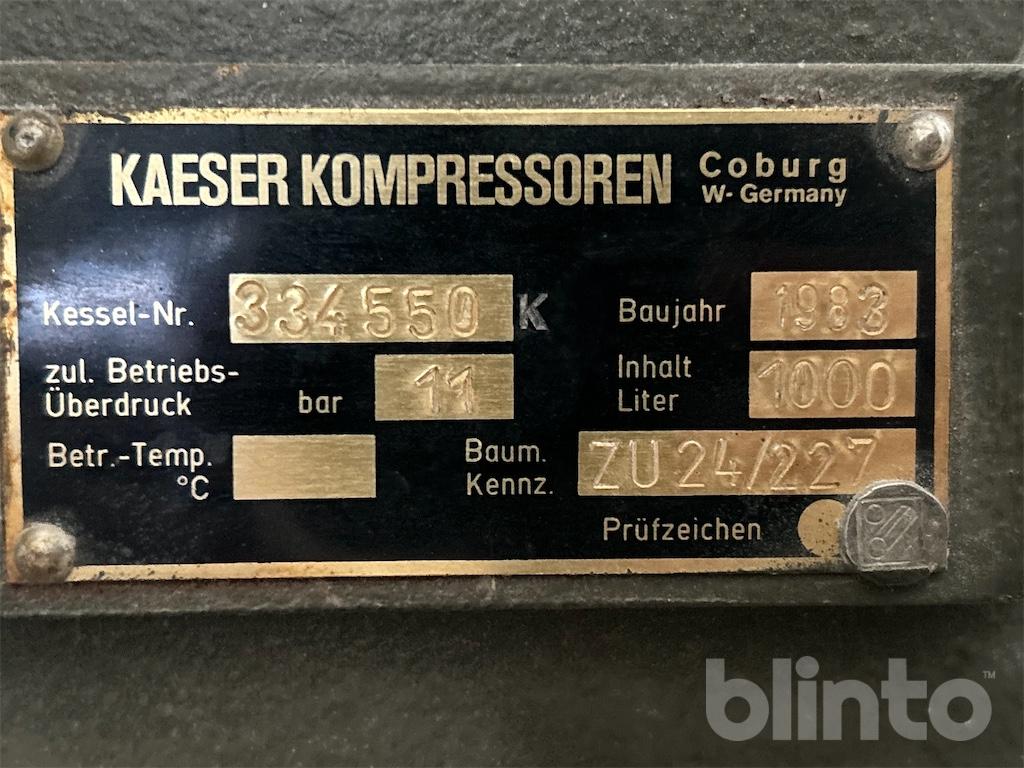 KAESER KOMPRESSOREN Coburg
W- Germany
Kessel-Nr. 334550 K Baujahr 1983
zul. Betriebs-
Überdruck bar 11
Inhalt
Liter 1000
Betr.-Temp.
°C
Baum.
Kennz. ZU 24/227
Prüfzeichen
blinto™